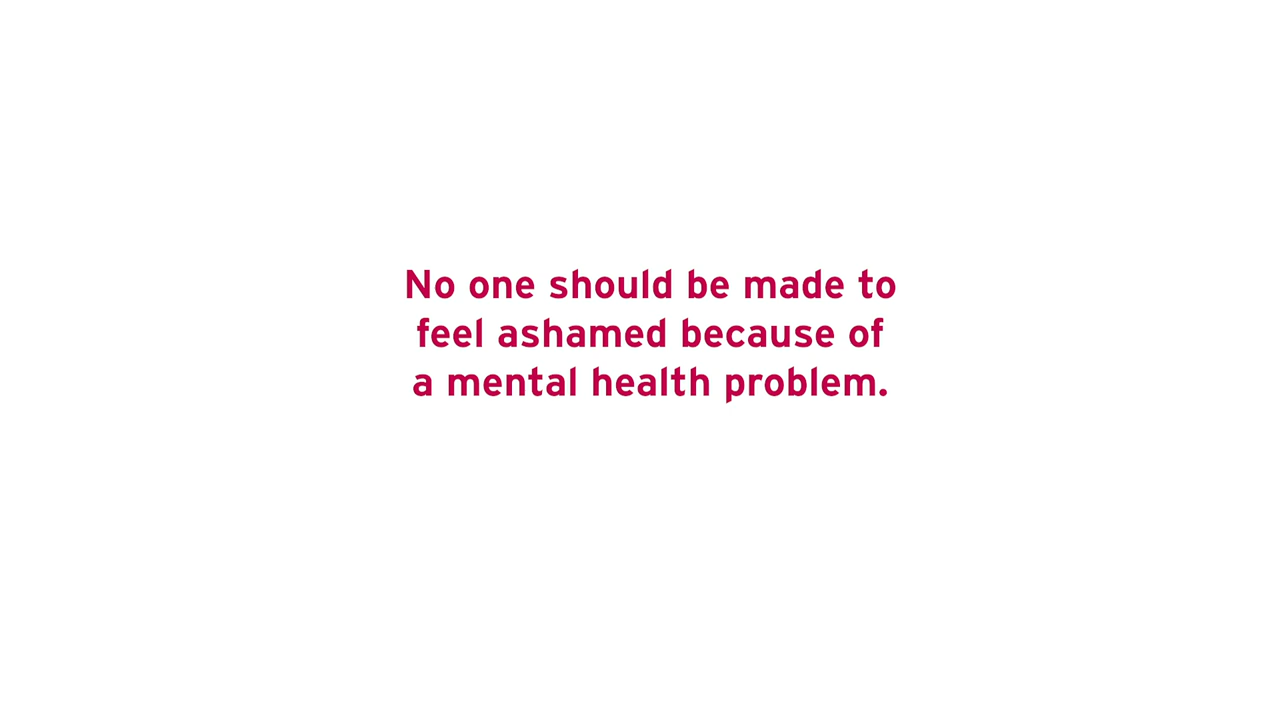 No one should be made to
feel ashamed because of
a mental health problem.